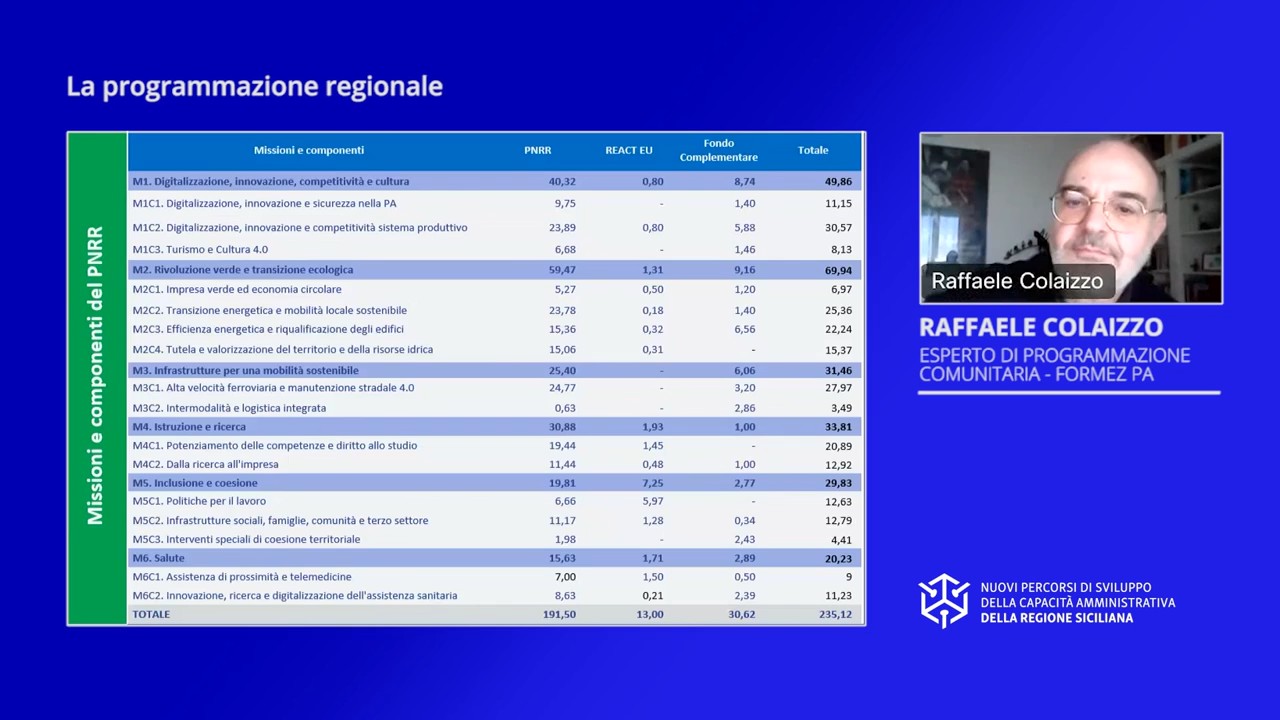 La programmazione regionale
Missioni e componenti del PNRR
Missioni e componenti PNRR REACT EU Fondo Complementare Totale
M1. Digitalizzazione, innovazione, competitività e cultura 40,32 0,80 8,74 49,86
M1C1. Digitalizzazione, innovazione e sicurezza nella PA 9,75 - 1,40 11,15
M1C2. Digitalizzazione, innovazione e competitività sistema produttivo 23,89 0,80 5,88 30,57
M1C3. Turismo e Cultura 4.0 6,68 - 1,46 8,13
M2. Rivoluzione verde e transizione ecologica 59,47 1,31 9,16 69,94
M2C1. Impresa verde ed economia circolare 5,27 0,50 1,20 6,97
M2C2. Transizione energetica e mobilità locale sostenibile 23,78 0,18 1,40 25,36
M2C3. Efficienza energetica e riqualificazione degli edifici 15,36 0,32 6,56 22,24
M2C4. Tutela e valorizzazione del territorio e della risorse idrica 15,06 0,31 - 15,37
M3. Infrastrutture per una mobilità sostenibile 25,40 - 6,06 31,46
M3C1. Alta velocità ferroviaria e manutenzione stradale 4.0 24,77 - 3,20 27,97
M3C2. Intermodalità e logistica integrata 0,63 - 2,86 3,49
M4. Istruzione e ricerca 30,88 1,93 1,00 33,81
M4C1. Potenziamento delle competenze e diritto allo studio 19,44 1,45 - 20,89
M4C2. Dalla ricerca all'impresa 11,44 0,48 1,00 12,92
M5. Inclusione e coesione 19,81 7,25 2,77 29,83
M5C1. Politiche per il lavoro 6,66 5,97 - 12,63
M5C2. Infrastrutture sociali, famiglie, comunità e terzo settore 11,17 1,28 0,34 12,79
M5C3. Interventi speciali di coesione territoriale 1,98 - 2,43 4,41
M6. Salute 15,63 1,71 2,89 20,23
M6C1. Assistenza di prossimità e telemedicine 7,00 1,50 0,50 9
M6C2. Innovazione, ricerca e digitalizzazione dell'assistenza sanitaria 8,63 0,21 2,39 11,23
TOTALE 191,50 13,00 30,62 235,12
Raffaele Colaizzo
RAFFAELE COLAIZZO
ESPERTO DI PROGRAMMAZIONE
COMUNITARIA - FORMEZ PA
NUOVI PERCORSI DI SVILUPPO
DELLA CAPACITÀ AMMINISTRATIVA
DELLA REGIONE SICILIANA